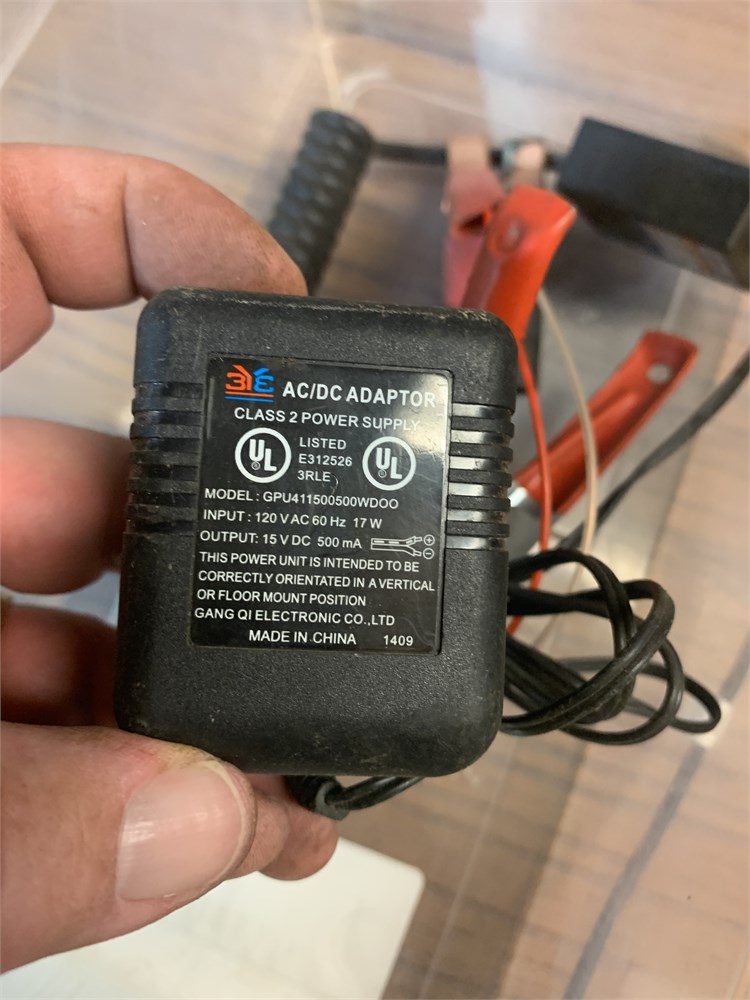 AC/DC ADAPTOR
CLASS 2 POWER SUPPLY
UL
LISTED
E312526
3RLE
UL
MODEL : GPU411500500WDOO
INPUT : 120 V AC 60 Hz 17 W
OUTPUT: 15 V DC 500 mA
THIS POWER UNIT IS INTENDED TO BE
CORRECTLY ORIENTATED IN A VERTICAL
OR FLOOR MOUNT POSITION
GANG QI ELECTRONIC CO.,LTD
MADE IN CHINA 1409